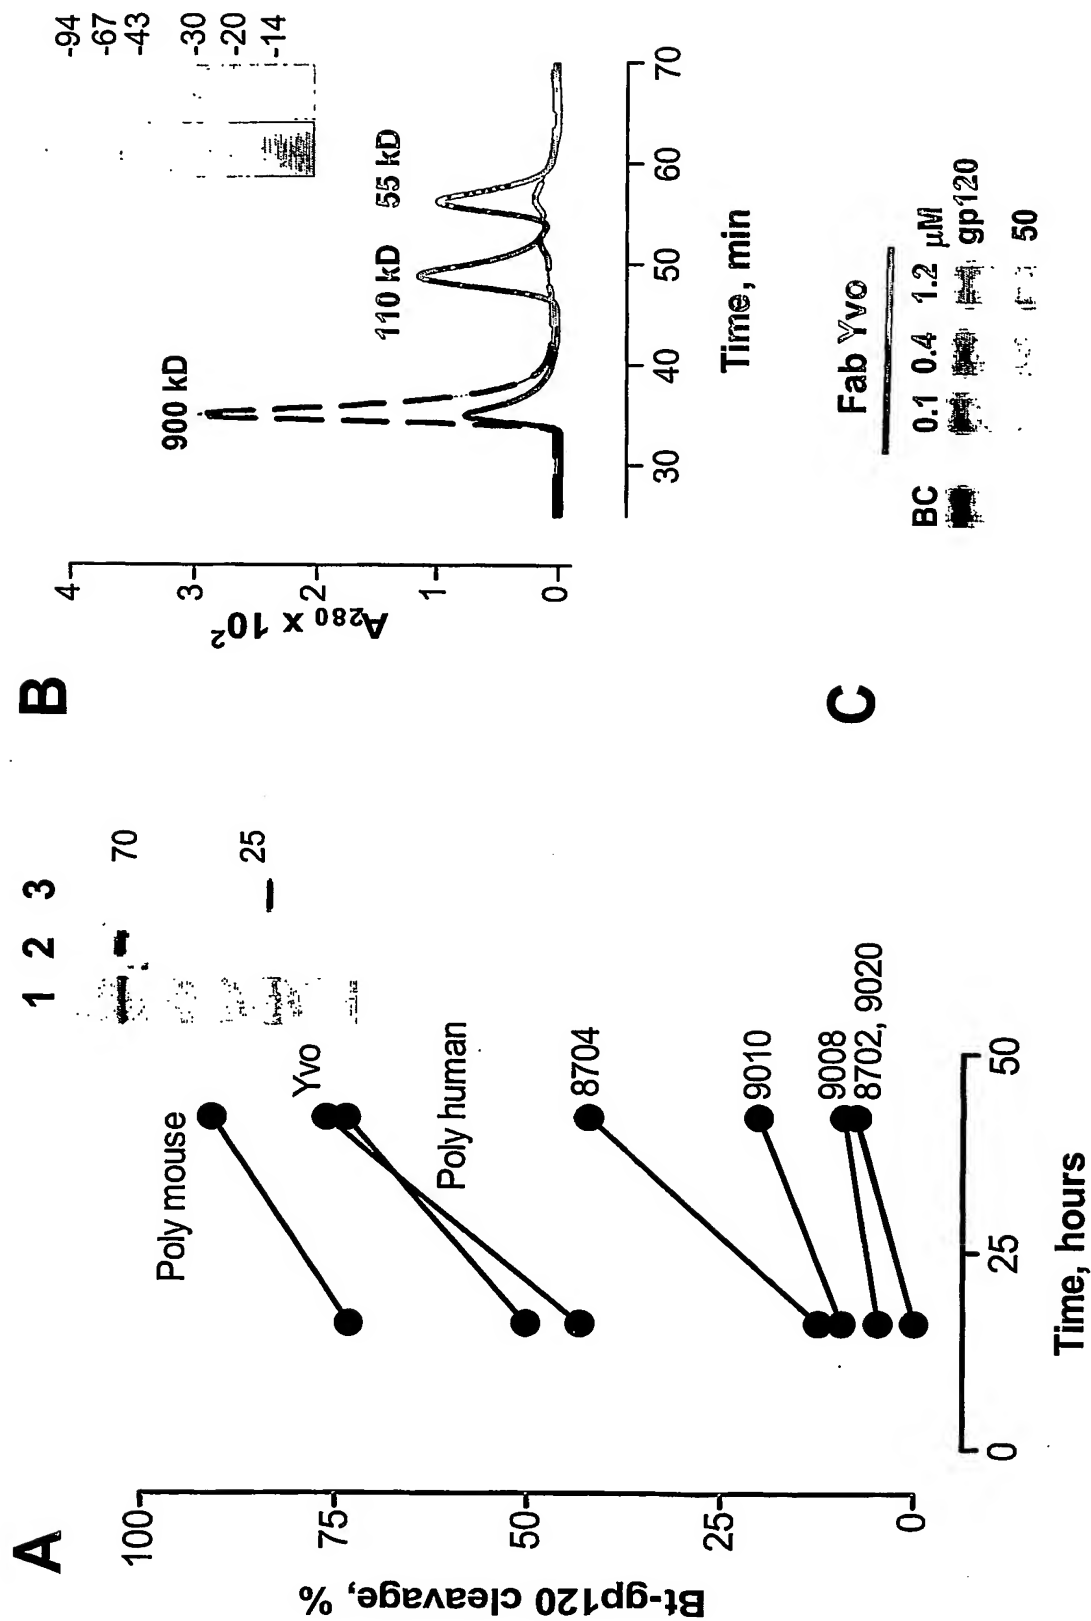 A
Bt-gp120 cleavage, %
100
75
50
25
0
0 25 50
Time, hours
Poly mouse
Yvo
Poly human
8704
9010
9008
8702, 9020
1 2 3
70
25
B
A280 x 10²
4
3
2
1
0
30 40 50 60 70
Time, min
900 kD
110 kD
55 kD
-94
-67
-43
-30
-20
-14
C
Fab Yvo
BC 0.1 0.4 1.2 µM
gp120
50